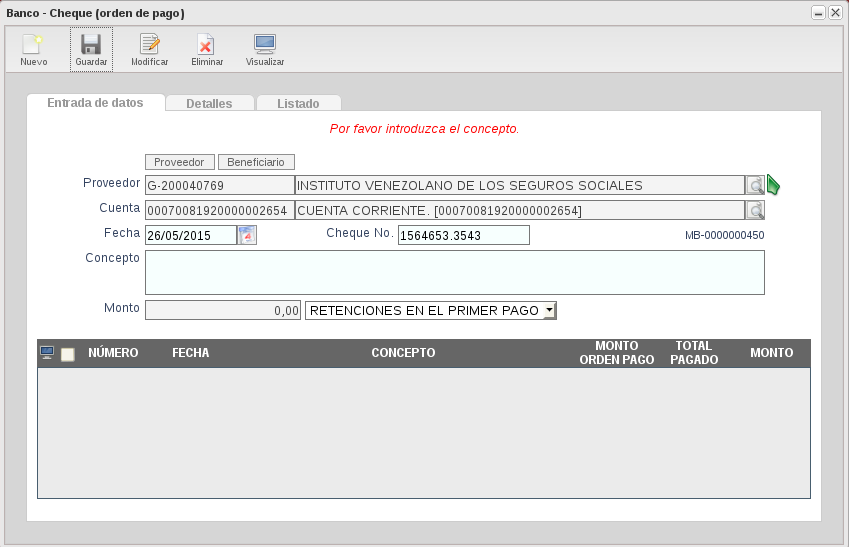 Banco - Cheque (orden de pago)
Nuevo Guardar Modificar Eliminar Visualizar
Entrada de datos Detalles Listado
Por favor introduzca el concepto.
Proveedor Beneficiario
Proveedor G-200040769 INSTITUTO VENEZOLANO DE LOS SEGUROS SOCIALES
Cuenta 00070081920000002654 CUENTA CORRIENTE. [00070081920000002654]
Fecha 26/05/2015 Cheque No. 1564653.3543 MB-0000000450
Concepto
Monto 0,00 RETENCIONES EN EL PRIMER PAGO
NÚMERO FECHA CONCEPTO MONTO ORDEN PAGO TOTAL PAGADO MONTO